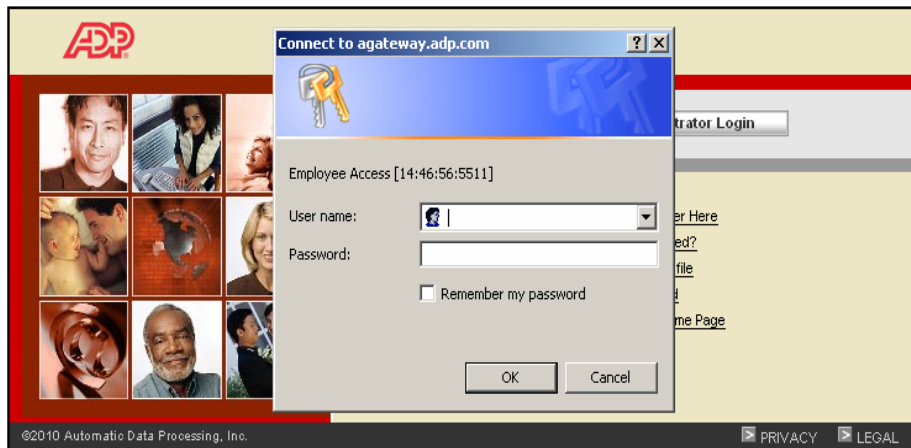 ADP
Connect to agateway.adp.com
trator Login
Employee Access [14:46:56:5511]
User name:
Password:
Remember my password
OK
Cancel
er Here
ed?
file
d
me Page
©2010 Automatic Data Processing, Inc.
PRIVACY
LEGAL